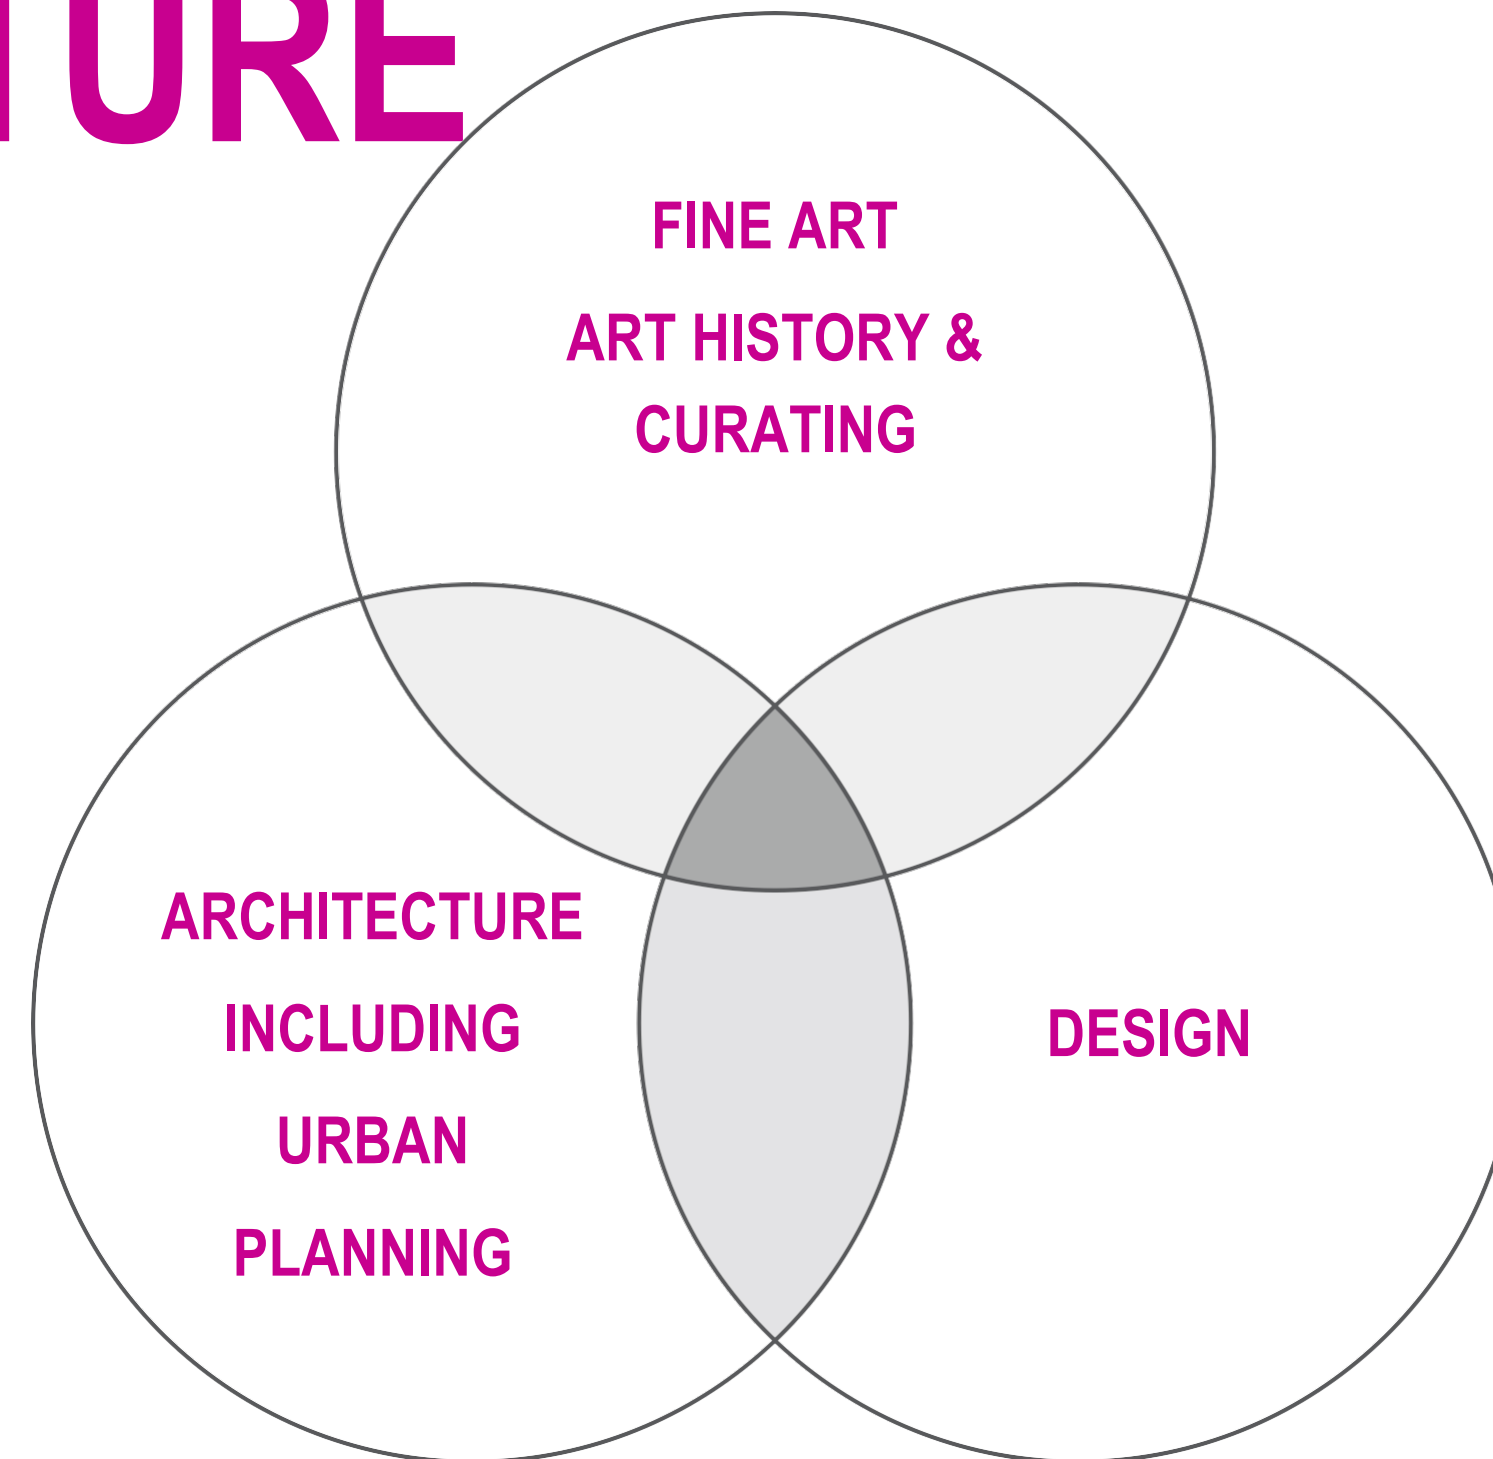 TURE
FINE ART
ART HISTORY &
CURATING
ARCHITECTURE
INCLUDING
URBAN
PLANNING
DESIGN